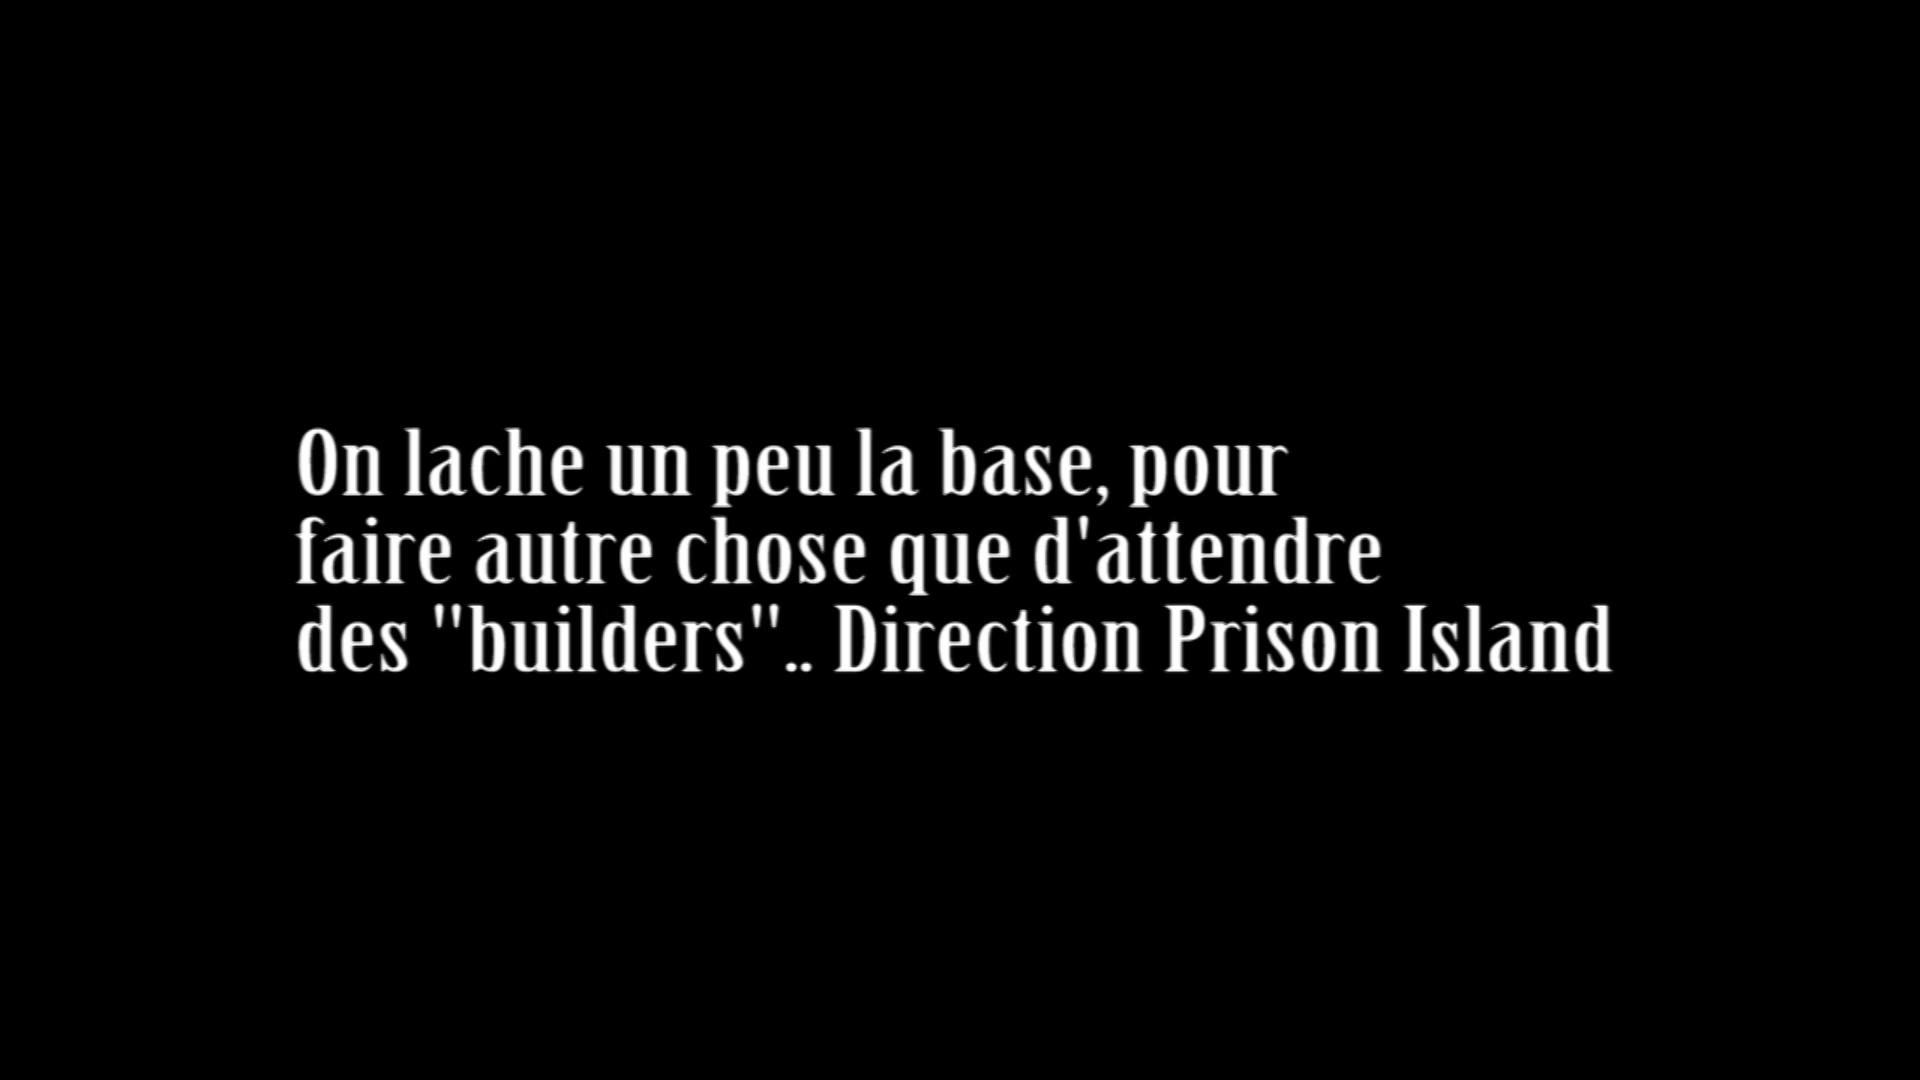 On lache un peu la base, pour
faire autre chose que d'attendre
des "builders".. Direction Prison Island